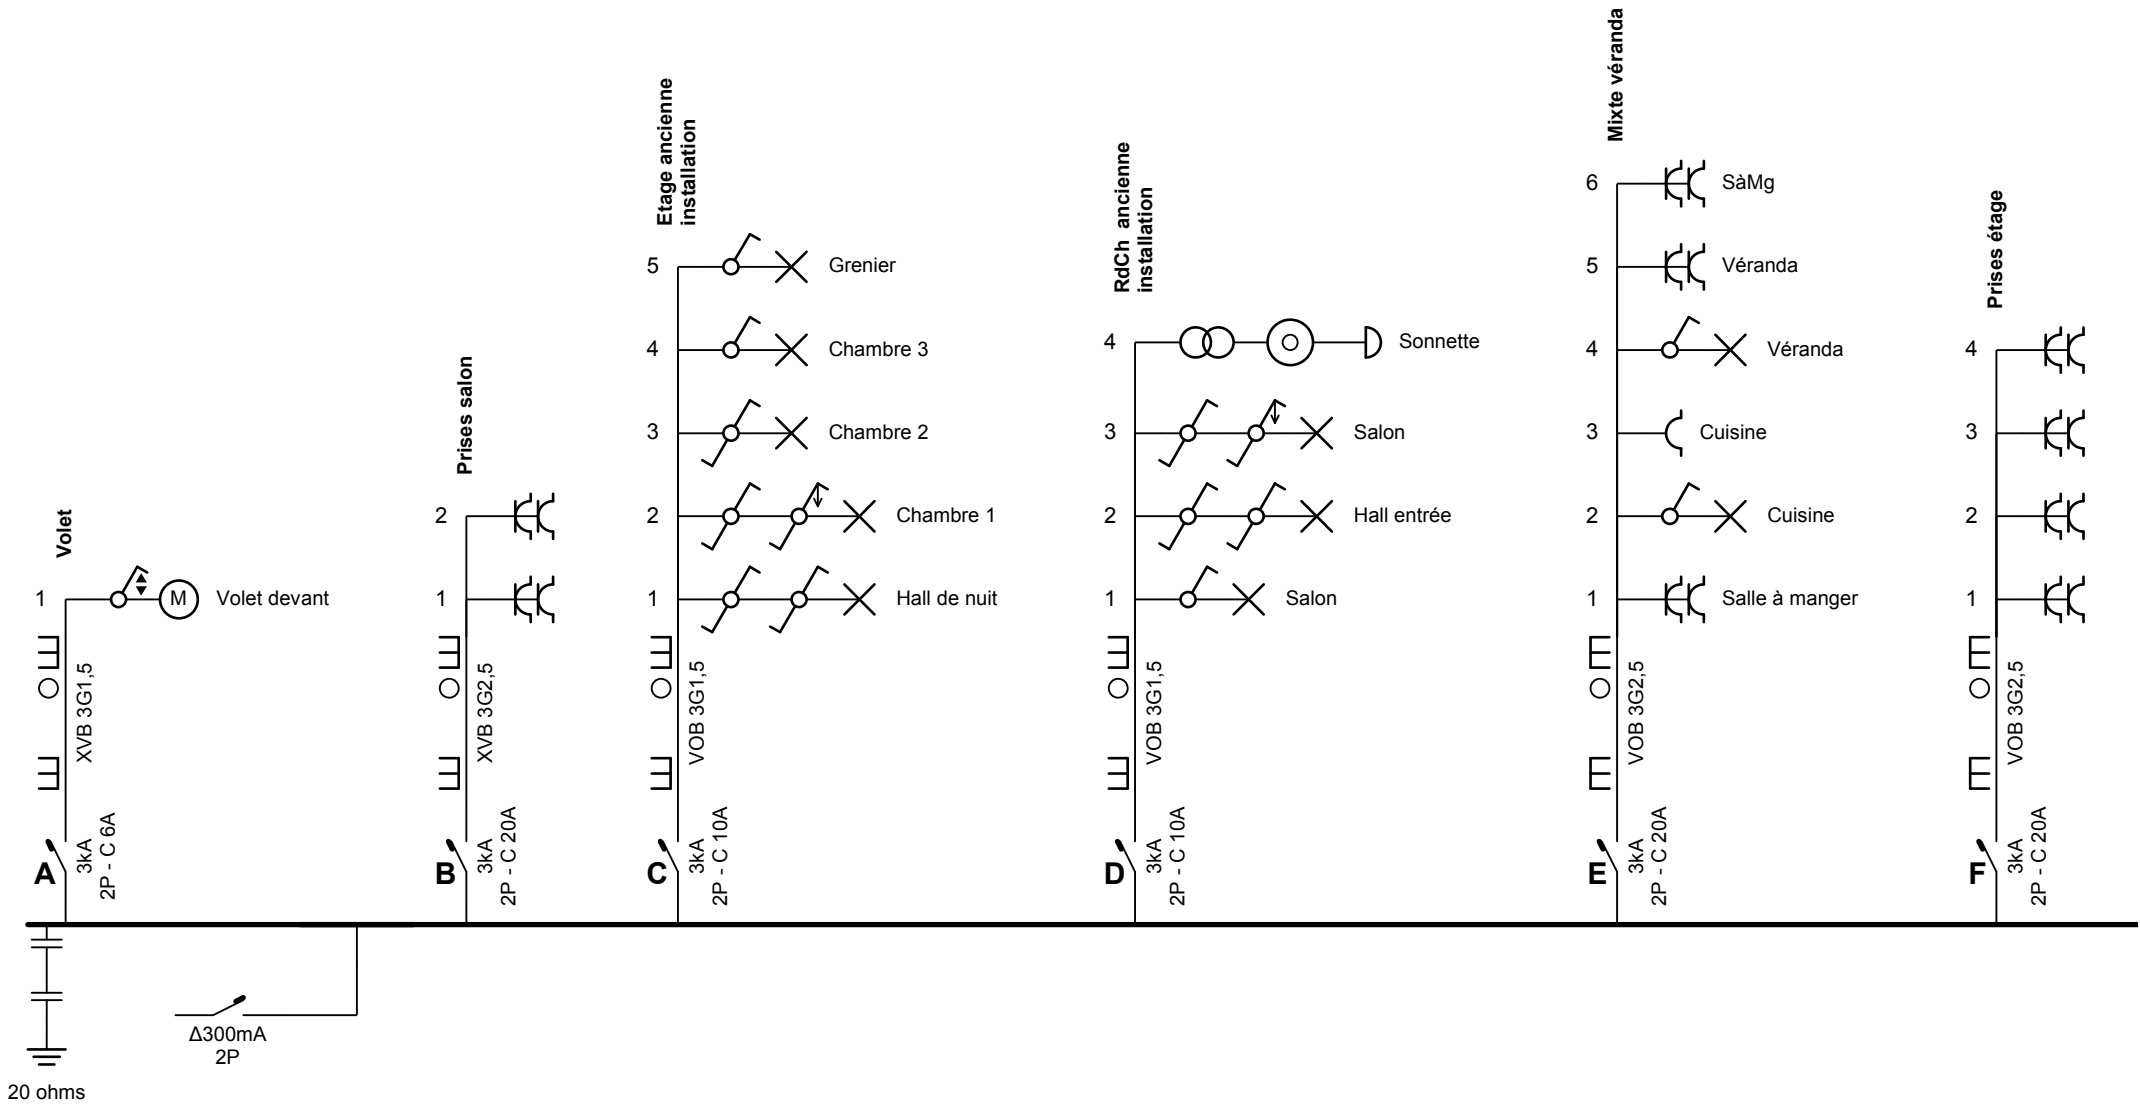 Volet
1
M
Volet devant
XVB 3G1,5
3kA
2P - C 6A
A
Prises salon
2
1
XVB 3G2,5
3kA
2P - C 20A
B
Etage ancienne
installation
5
Grenier
4
Chambre 3
3
Chambre 2
2
Chambre 1
1
Hall de nuit
VOB 3G1,5
3kA
2P - C 10A
C
RdCh ancienne
installation
4
Sonnette
3
Salon
2
Hall entrée
1
Salon
VOB 3G1,5
3kA
2P - C 10A
D
Mixte véranda
6
SàMg
5
Véranda
4
Véranda
3
Cuisine
2
Cuisine
1
Salle à manger
VOB 3G2,5
3kA
2P - C 20A
E
Prises étage
4
3
2
1
VOB 3G2,5
3kA
2P - C 20A
F
Δ300mA
2P
20 ohms